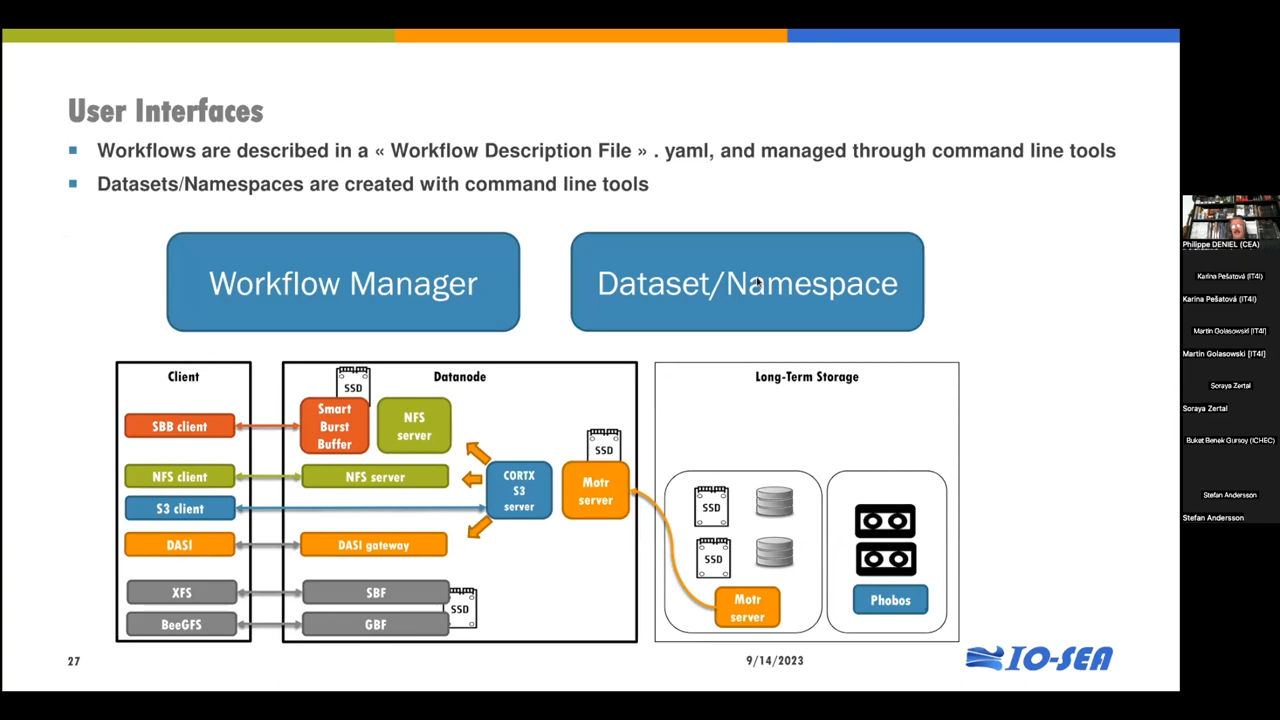 User Interfaces
Workflows are described in a « Workflow Description File » . yaml, and managed through command line tools
Datasets/Namespaces are created with command line tools
Workflow Manager
Dataset/Namespace
Client
SBB client
NFS client
S3 client
DASI
XFS
BeeGFS
Datanode
SSD
Smart
Burst
Buffer
NFS
server
NFS server
CORTX
S3
server
SSD
Motr
server
DASI gateway
SBF
GBF
SSD
Long-Term Storage
SSD
SSD
Motr
server
Phobos
27
9/14/2023
IO-SEA
Philippe DENIEL (CEA)
Karina Pešatová (IT4I)
Karina Pešatová (IT4I)
Martin Golasowski [IT4I]
Martin Golasowski [IT4I]
Soraya Zertal
Soraya Zertal
Buket Benek Gursoy (ICHEC)
Stefan Andersson
Stefan Andersson